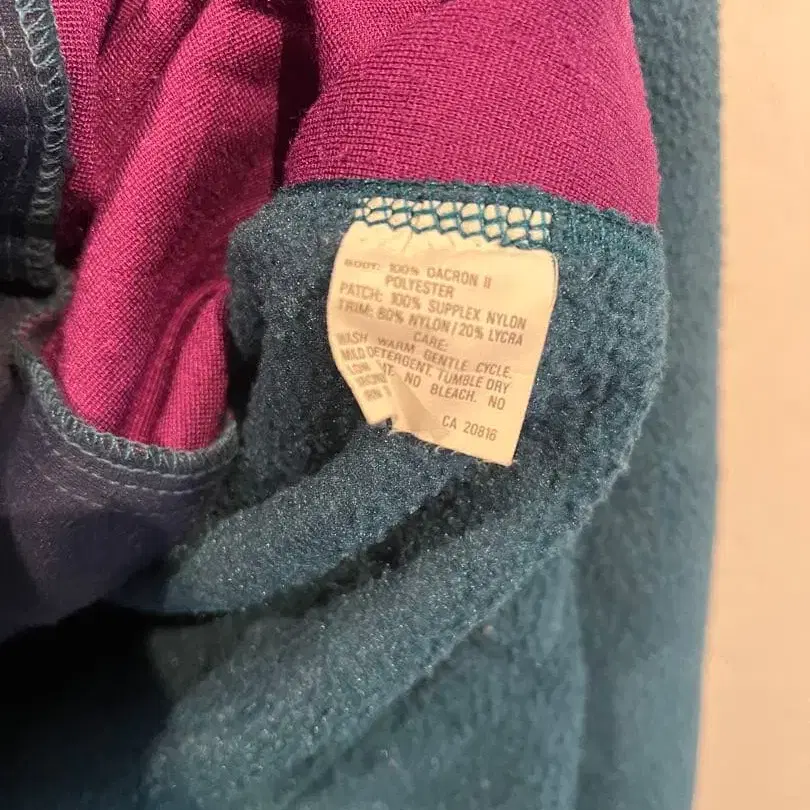 BODY: 100% DACRON II
POLYESTER
PATCH: 100% SUPPLEX NYLON
TRIM: 80% NYLON/20% LYCRA
CARE:
WASH WARM GENTLE CYCLE.
MILD DETERGENT. TUMBLE DRY
LOW NO BLEACH. NO
CA 20816